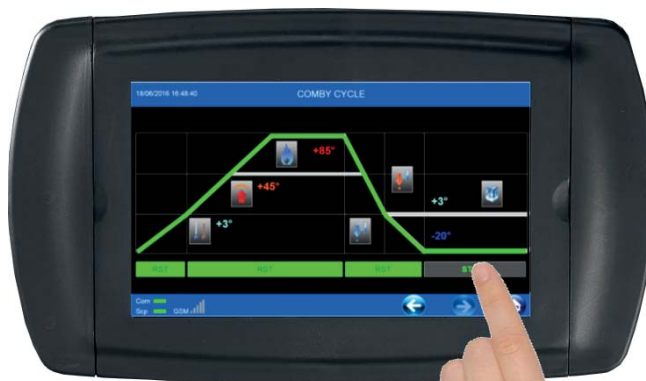 18/06/2016 16:48:40
COMBY CYCLE
+85°
+45°
+3°
+3°
-20°
RST RST RST
Com
Sup GSM